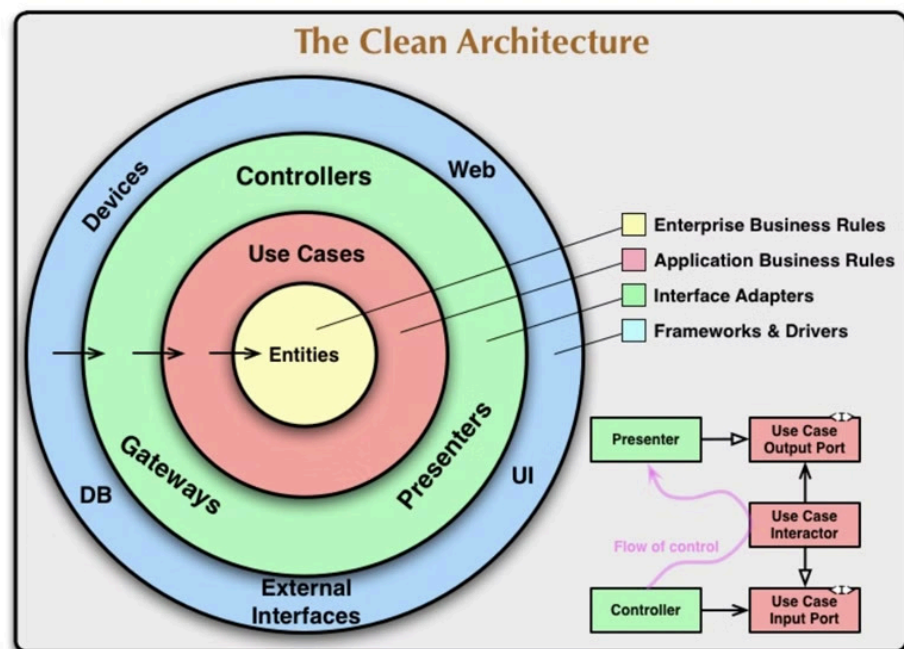 The Clean Architecture
Devices
Web
Controllers
Use Cases
Entities
Gateways
Presenters
DB
UI
External
Interfaces
Enterprise Business Rules
Application Business Rules
Interface Adapters
Frameworks & Drivers
Presenter
Use Case
Output Port
<I>
Flow of control
Use Case
Interactor
Controller
Use Case
Input Port
<I>